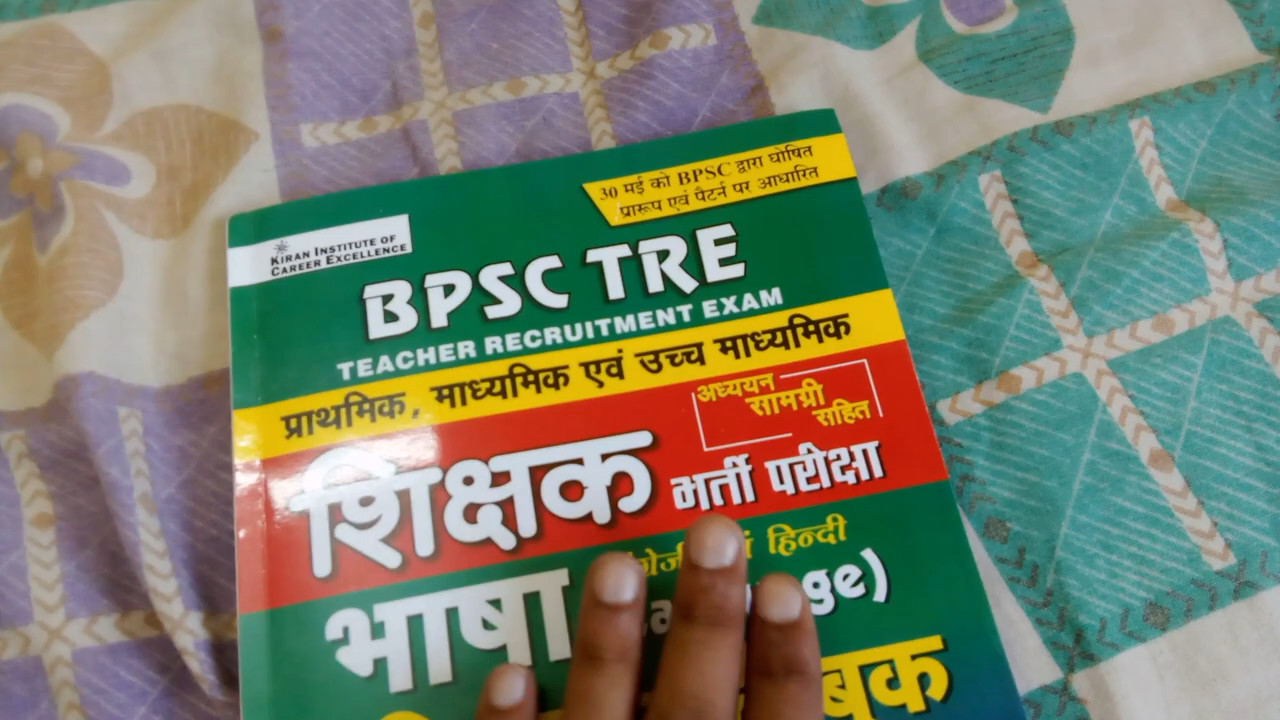 30 मई को BPSC द्वारा घोषित
प्रारूप एवं पैटर्न पर आधारित
KIRAN INSTITUTE OF
CAREER EXCELLENCE
BPSC TRE
TEACHER RECRUITMENT EXAM
प्राथमिक, माध्यमिक एवं उच्च माध्यमिक
अध्ययन
सामग्री
सहित
शिक्षक भर्ती परीक्षा
हिन्दी
भाषा